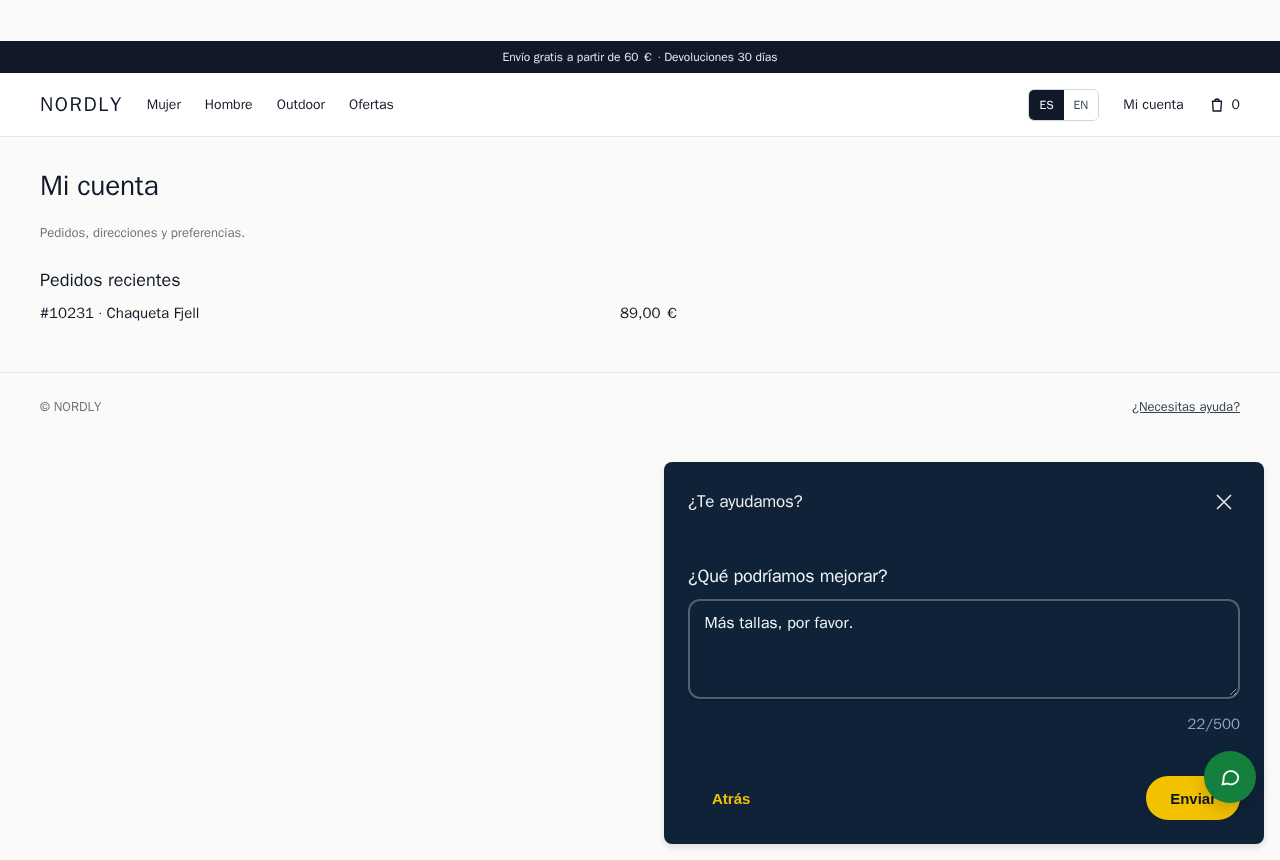 Envío gratis a partir de 60 € · Devoluciones 30 días
NORDLY Mujer Hombre Outdoor Ofertas ES EN Mi cuenta 0
Mi cuenta
Pedidos, direcciones y preferencias.
Pedidos recientes
#10231 · Chaqueta Fjell 89,00 €
© NORDLY ¿Necesitas ayuda?
¿Te ayudamos?
¿Qué podríamos mejorar?
Más tallas, por favor.
22/500
Atrás Enviar